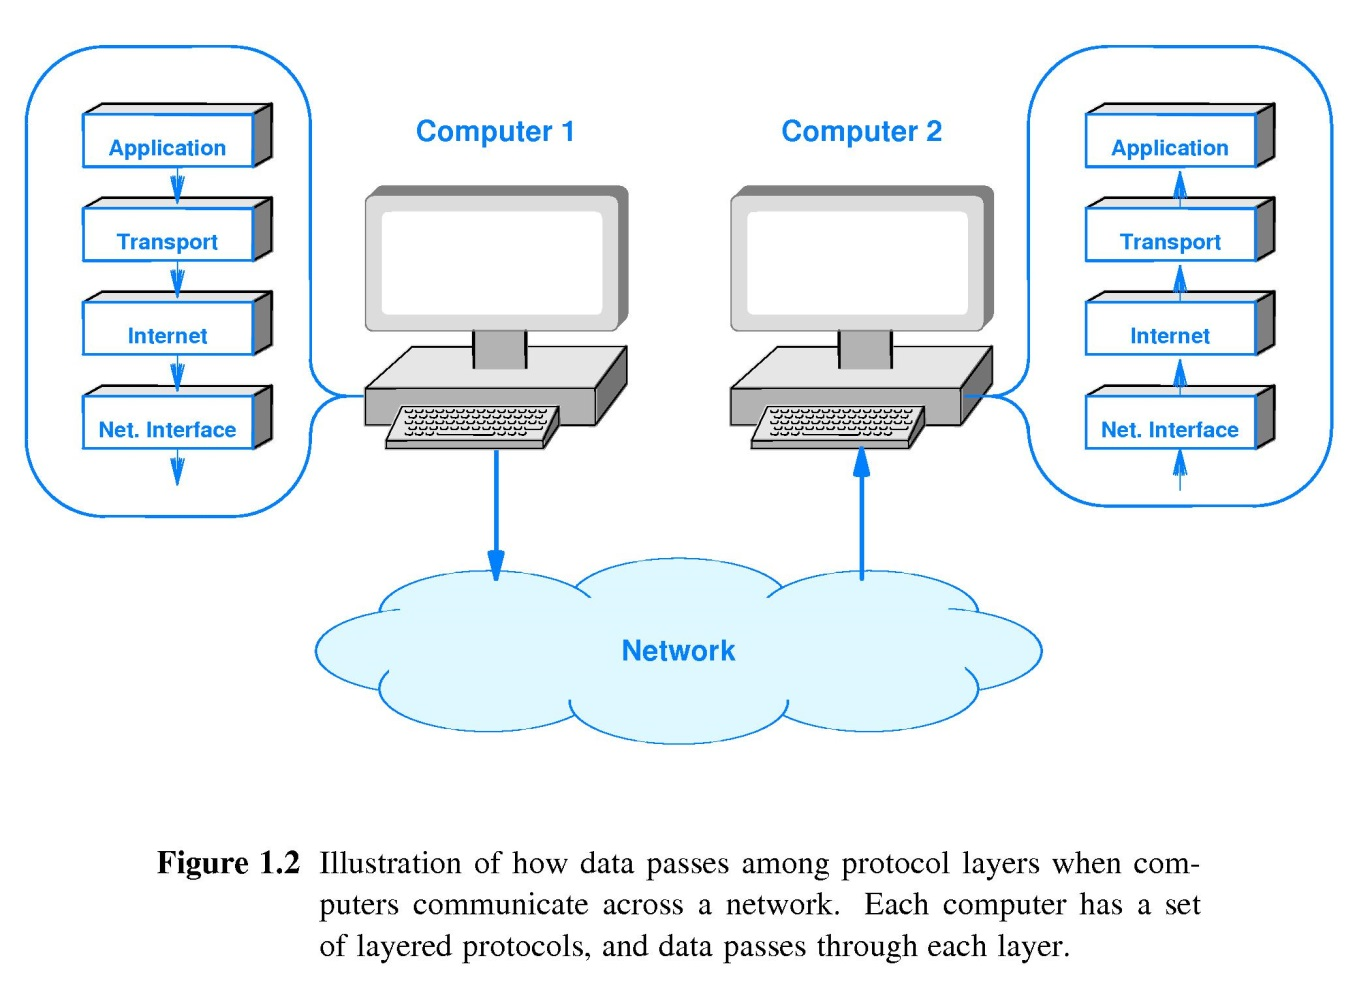 Computer 1
Computer 2
Application
Transport
Internet
Net. Interface
Application
Transport
Internet
Net. Interface
Network
Figure 1.2 Illustration of how data passes among protocol layers when com-
puters communicate across a network. Each computer has a set
of layered protocols, and data passes through each layer.